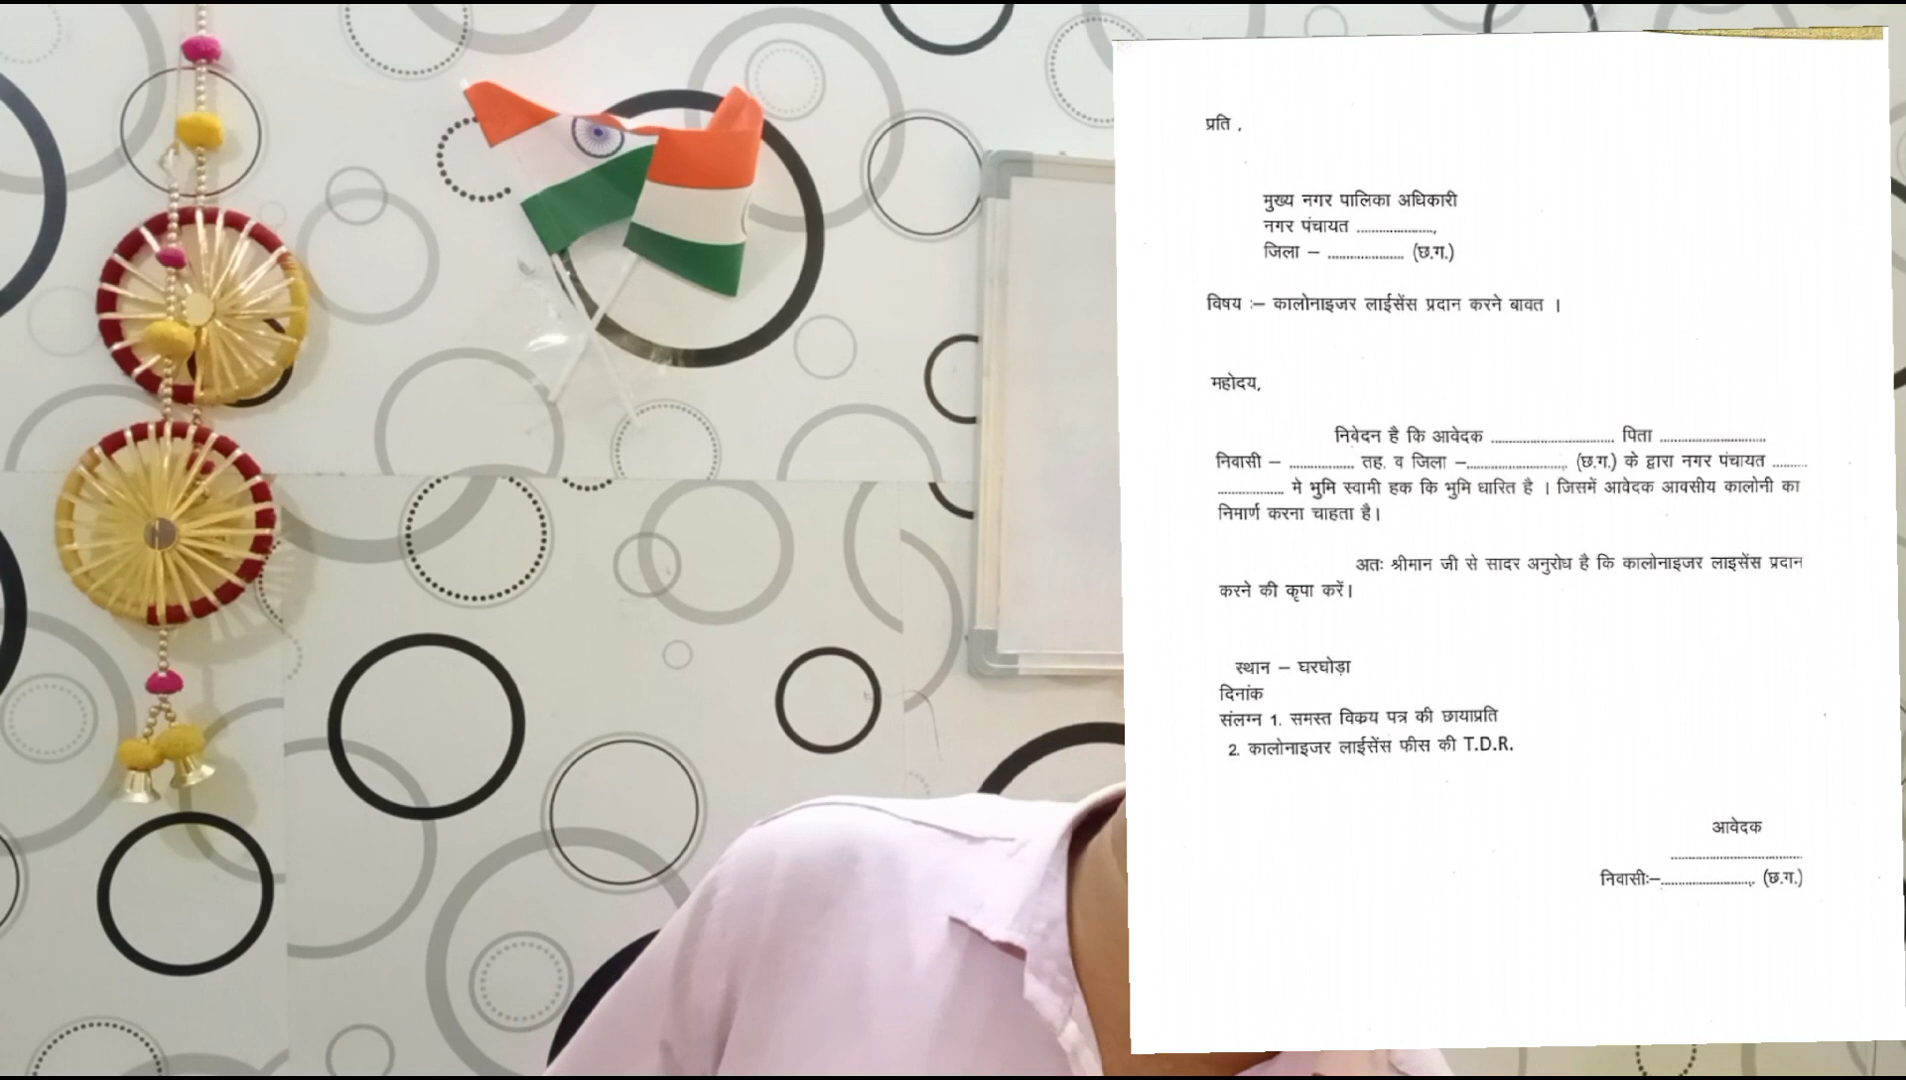 प्रति ,
मुख्य नगर पालिका अधिकारी
नगर पंचायत ....................,
जिला – .................... (छ.ग.)
विषय :– कालोनाइजर लाईसेंस प्रदान करने बावत ।
महोदय,
निवेदन है कि आवेदक ................................ पिता ............................
निवासी – ................. तह. व जिला –.......................... (छ.ग.) के द्वारा नगर पंचायत .........
................. मे भुमि स्वामी हक कि भुमि धारित है । जिसमें आवेदक आवसीय कालोनी का
निमार्ण करना चाहता है।
अतः श्रीमान जी से सादर अनुरोध है कि कालोनाइजर लाइसेंस प्रदान
करने की कृपा करें।
स्थान – घरघोड़ा
दिनांक
संलग्न 1. समस्त विकय पत्र की छायाप्रति
2. कालोनाइजर लाईसेंस फीस की T.D.R.
आवेदक
..................................
निवासीः–......................... (छ.ग.)